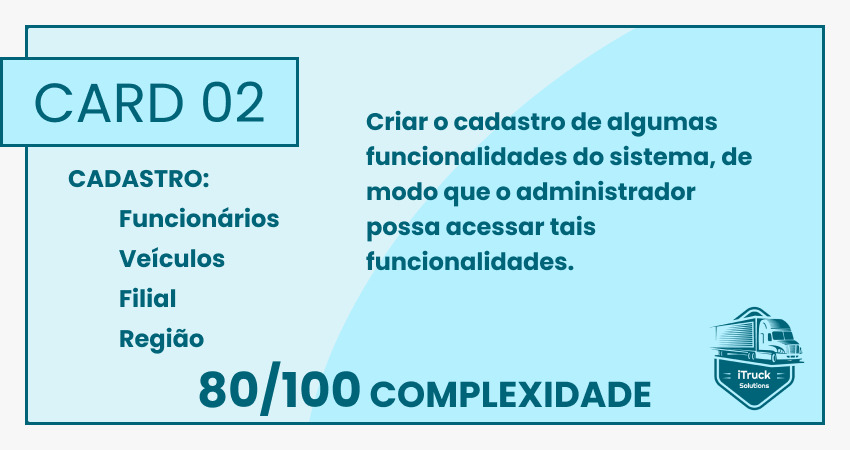 CARD 02
CADASTRO:
Funcionários
Veículos
Filial
Região
Criar o cadastro de algumas
funcionalidades do sistema, de
modo que o administrador
possa acessar tais
funcionalidades.
80/100 COMPLEXIDADE
iTruck
Solutions